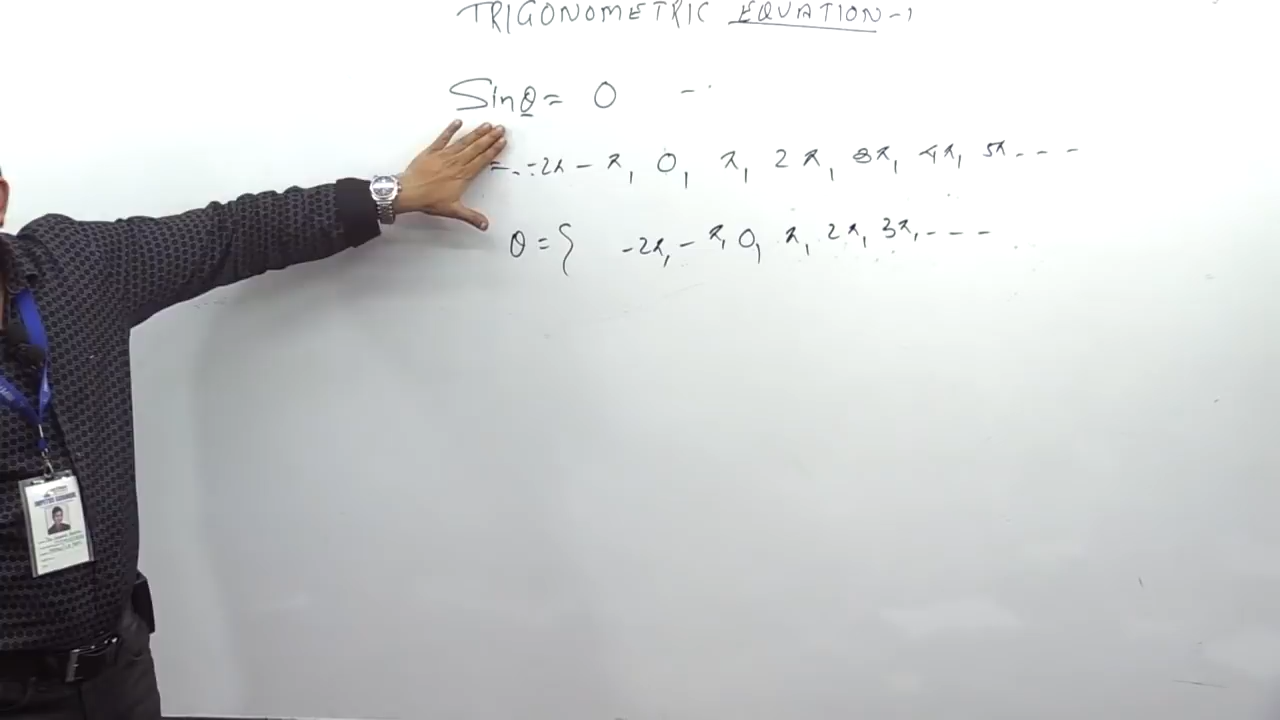 TRIGONOMETRIC EQUATION-1
Sinθ = 0 -
= ..-2π - π, 0, π, 2π, 3π, 4π, 5π - - -
θ = { -2π, -π, 0, π, 2π, 3π, - - -